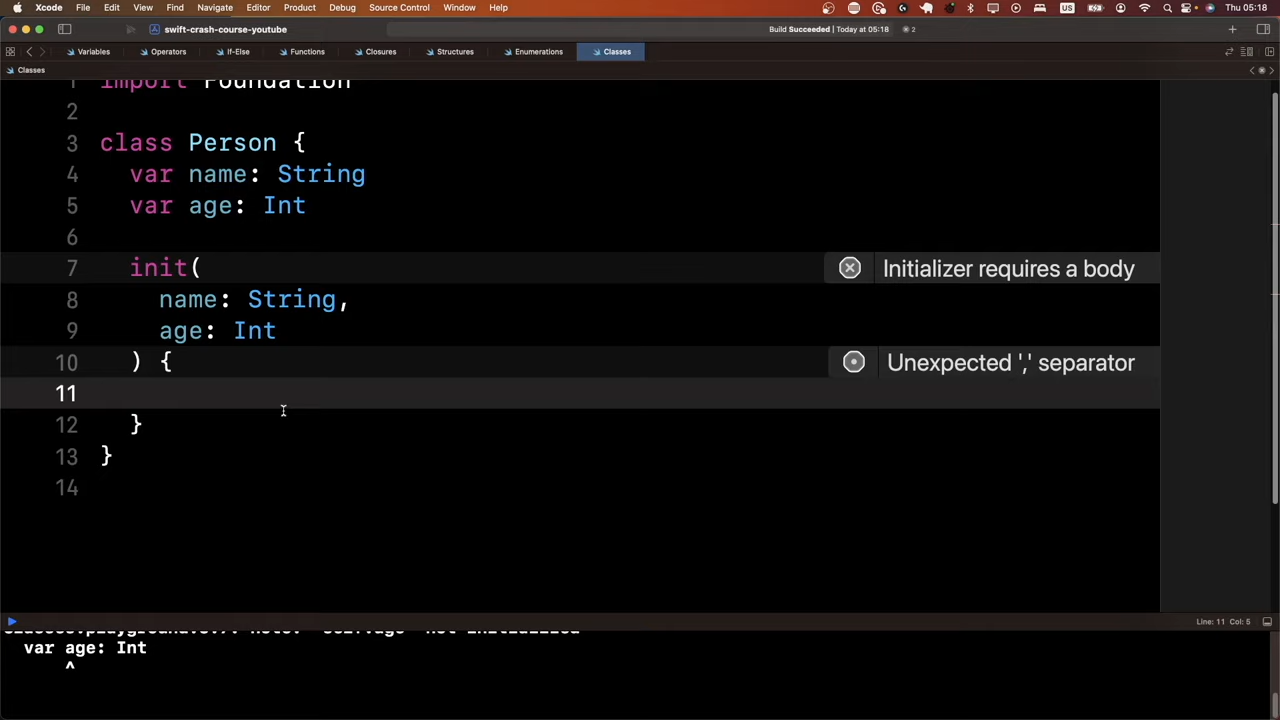 Xcode File Edit View Find Navigate Editor Product Debug Source Control Window Help Thu 05:18
swift-crash-course-youtube Build Succeeded | Today at 05:18 2
Variables Operators If-Else Functions Closures Structures Enumerations Classes
Classes
1 import Foundation
2
3 class Person {
4 var name: String
5 var age: Int
6
7 init( Initializer requires a body
8 name: String,
9 age: Int
10 ) { Unexpected ',' separator
11
12 }
13 }
14
Line: 11 Col: 5
var age: Int
^